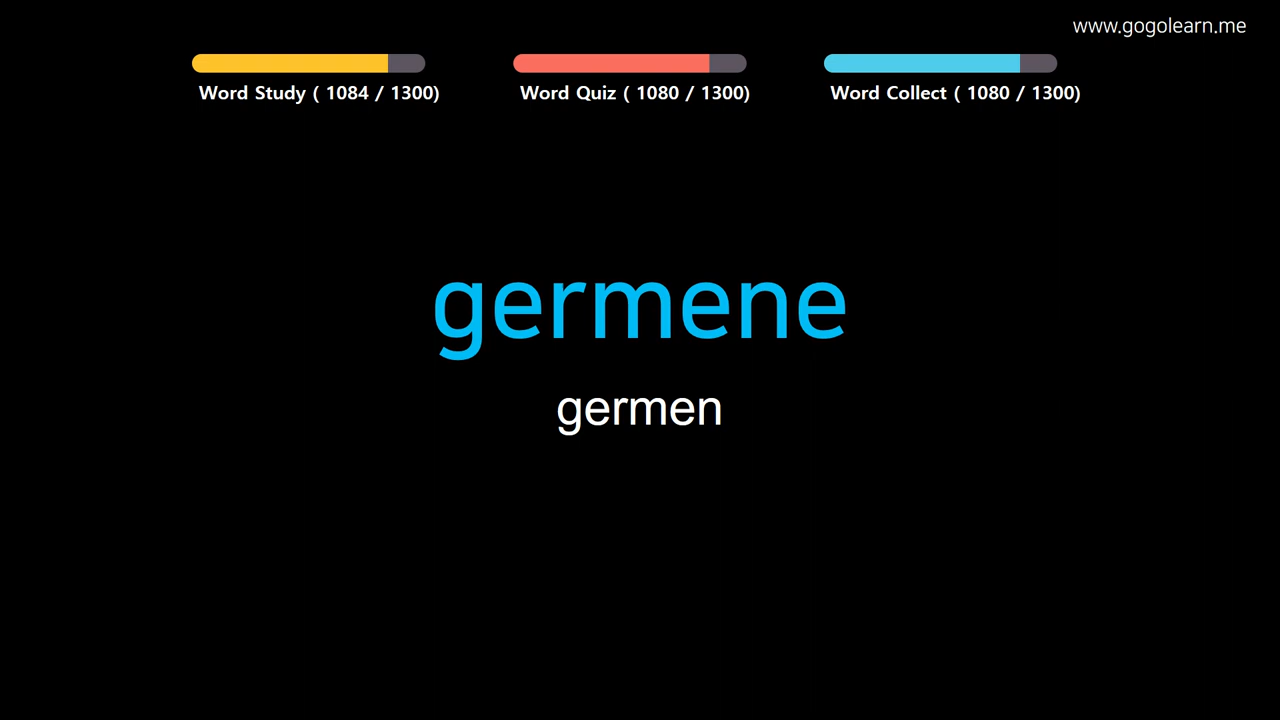 www.gogolearn.me
Word Study ( 1084 / 1300)
Word Quiz ( 1080 / 1300)
Word Collect ( 1080 / 1300)
germene
germen